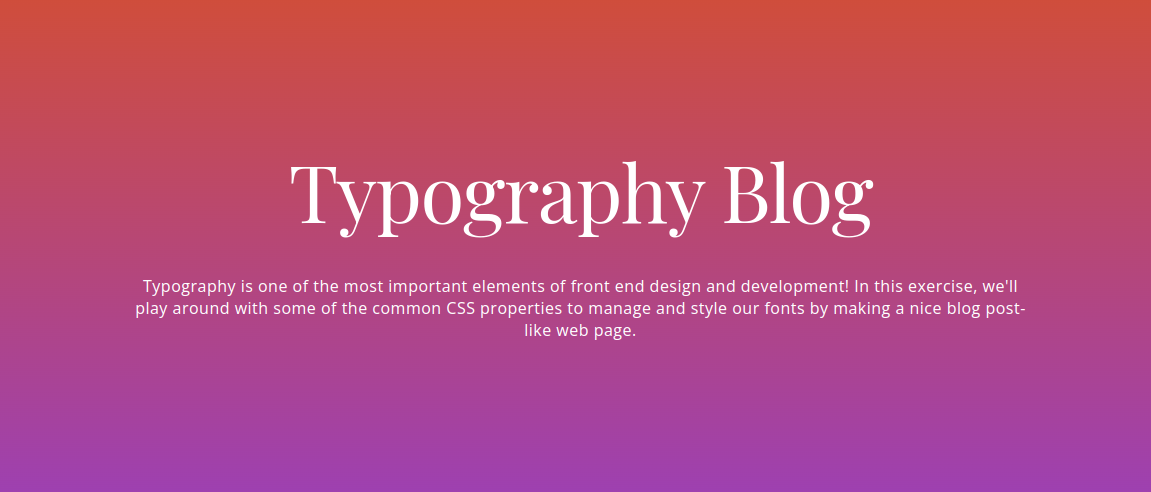 Typography Blog
Typography is one of the most important elements of front end design and development! In this exercise, we'll
play around with some of the common CSS properties to manage and style our fonts by making a nice blog post-
like web page.